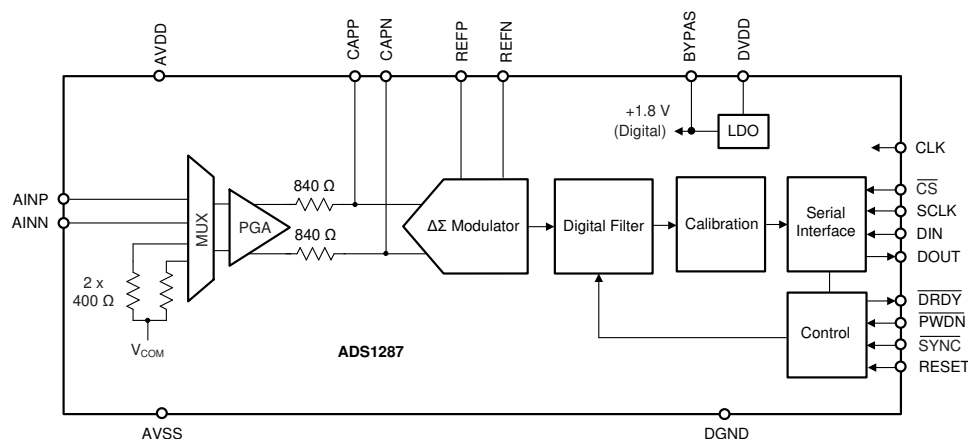 AVDD
CAPP
CAPN
REFP
REFN
BYPAS
DVDD
+1.8 V
(Digital)
LDO
CLK
AINP
AINN
MUX
PGA
840 Ω
840 Ω
ΔΣ Modulator
Digital Filter
Calibration
Serial
Interface
CS
SCLK
DIN
DOUT
2 x
400 Ω
VCOM
ADS1287
Control
DRDY
PWDN
SYNC
RESET
AVSS
DGND